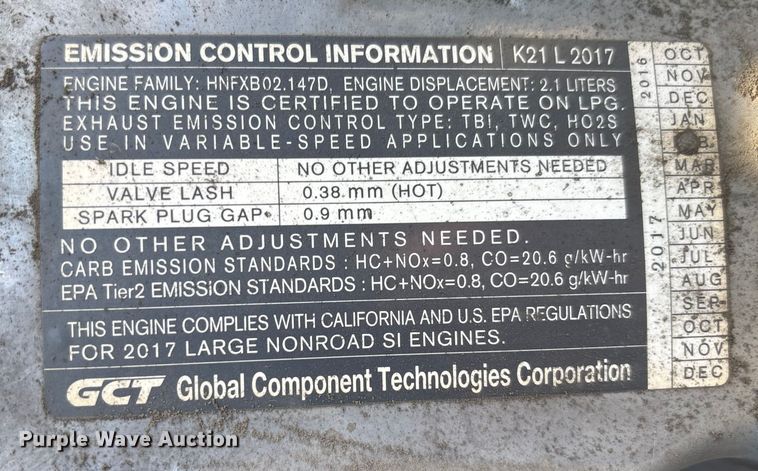 EMISSION CONTROL INFORMATION K21 L 2017
ENGINE FAMILY: HNFXB02.147D, ENGINE DISPLACEMENT: 2.1 LITERS
THIS ENGINE IS CERTIFIED TO OPERATE ON LPG.
EXHAUST EMISSION CONTROL TYPE: TBI, TWC, HO2S
USE IN VARIABLE-SPEED APPLICATIONS ONLY
IDLE SPEED NO OTHER ADJUSTMENTS NEEDED
VALVE LASH 0.38 mm (HOT)
SPARK PLUG GAP 0.9 mm
NO OTHER ADJUSTMENTS NEEDED.
CARB EMISSION STANDARDS : HC+NOx=0.8, CO=20.6 g/kW-hr
EPA Tier2 EMISSION STANDARDS : HC+NOx=0.8, CO=20.6 g/kW-hr
THIS ENGINE COMPLIES WITH CALIFORNIA AND U.S. EPA REGULATIONS
FOR 2017 LARGE NONROAD SI ENGINES.
GCT Global Component Technologies Corporation
2016
OCT
NOV
DEC
2017
JAN
MAR
APR
MAY
JUN
JUL
AUG
SEP
OCT
NOV
DEC
Purple Wave Auction